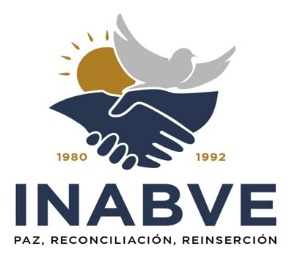 1980 1992
INABVE
PAZ, RECONCILIACIÓN, REINSERCIÓN